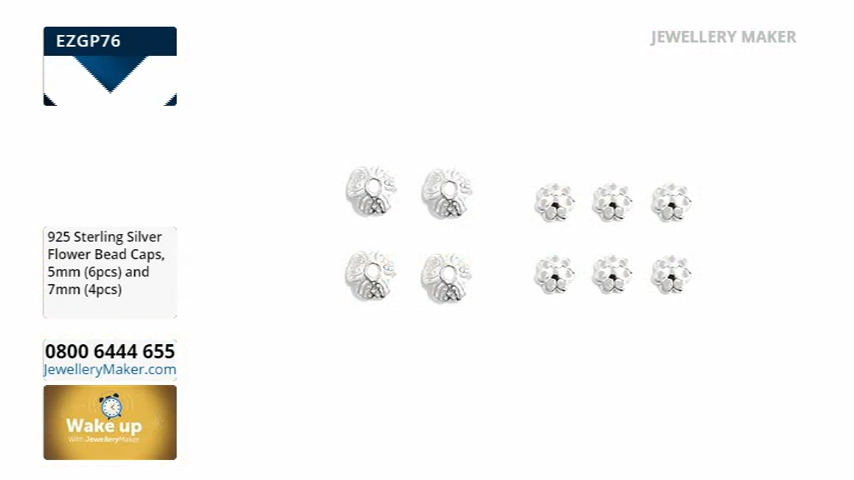 EZGP76
JEWELLERY MAKER
925 Sterling Silver
Flower Bead Caps,
5mm (6pcs) and
7mm (4pcs)
0800 6444 655
JewelleryMaker.com
Wake up
With JewelleryMaker